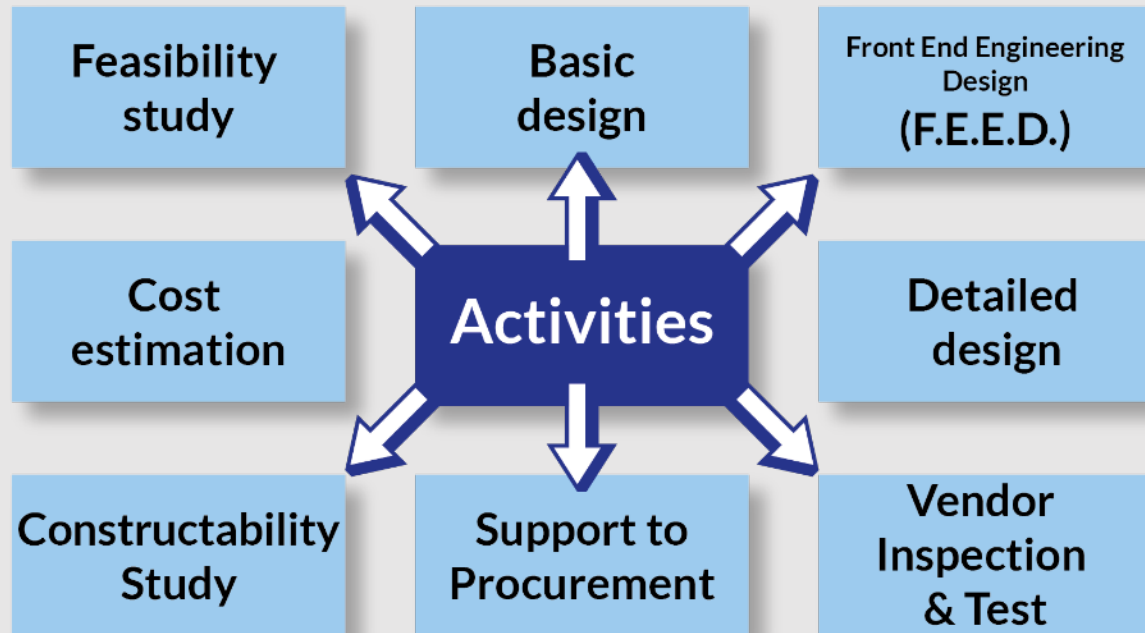 Feasibility
study
Basic
design
Front End Engineering
Design
(F.E.E.D.)
Cost
estimation
Activities
Detailed
design
Constructability
Study
Support to
Procurement
Vendor
Inspection
& Test